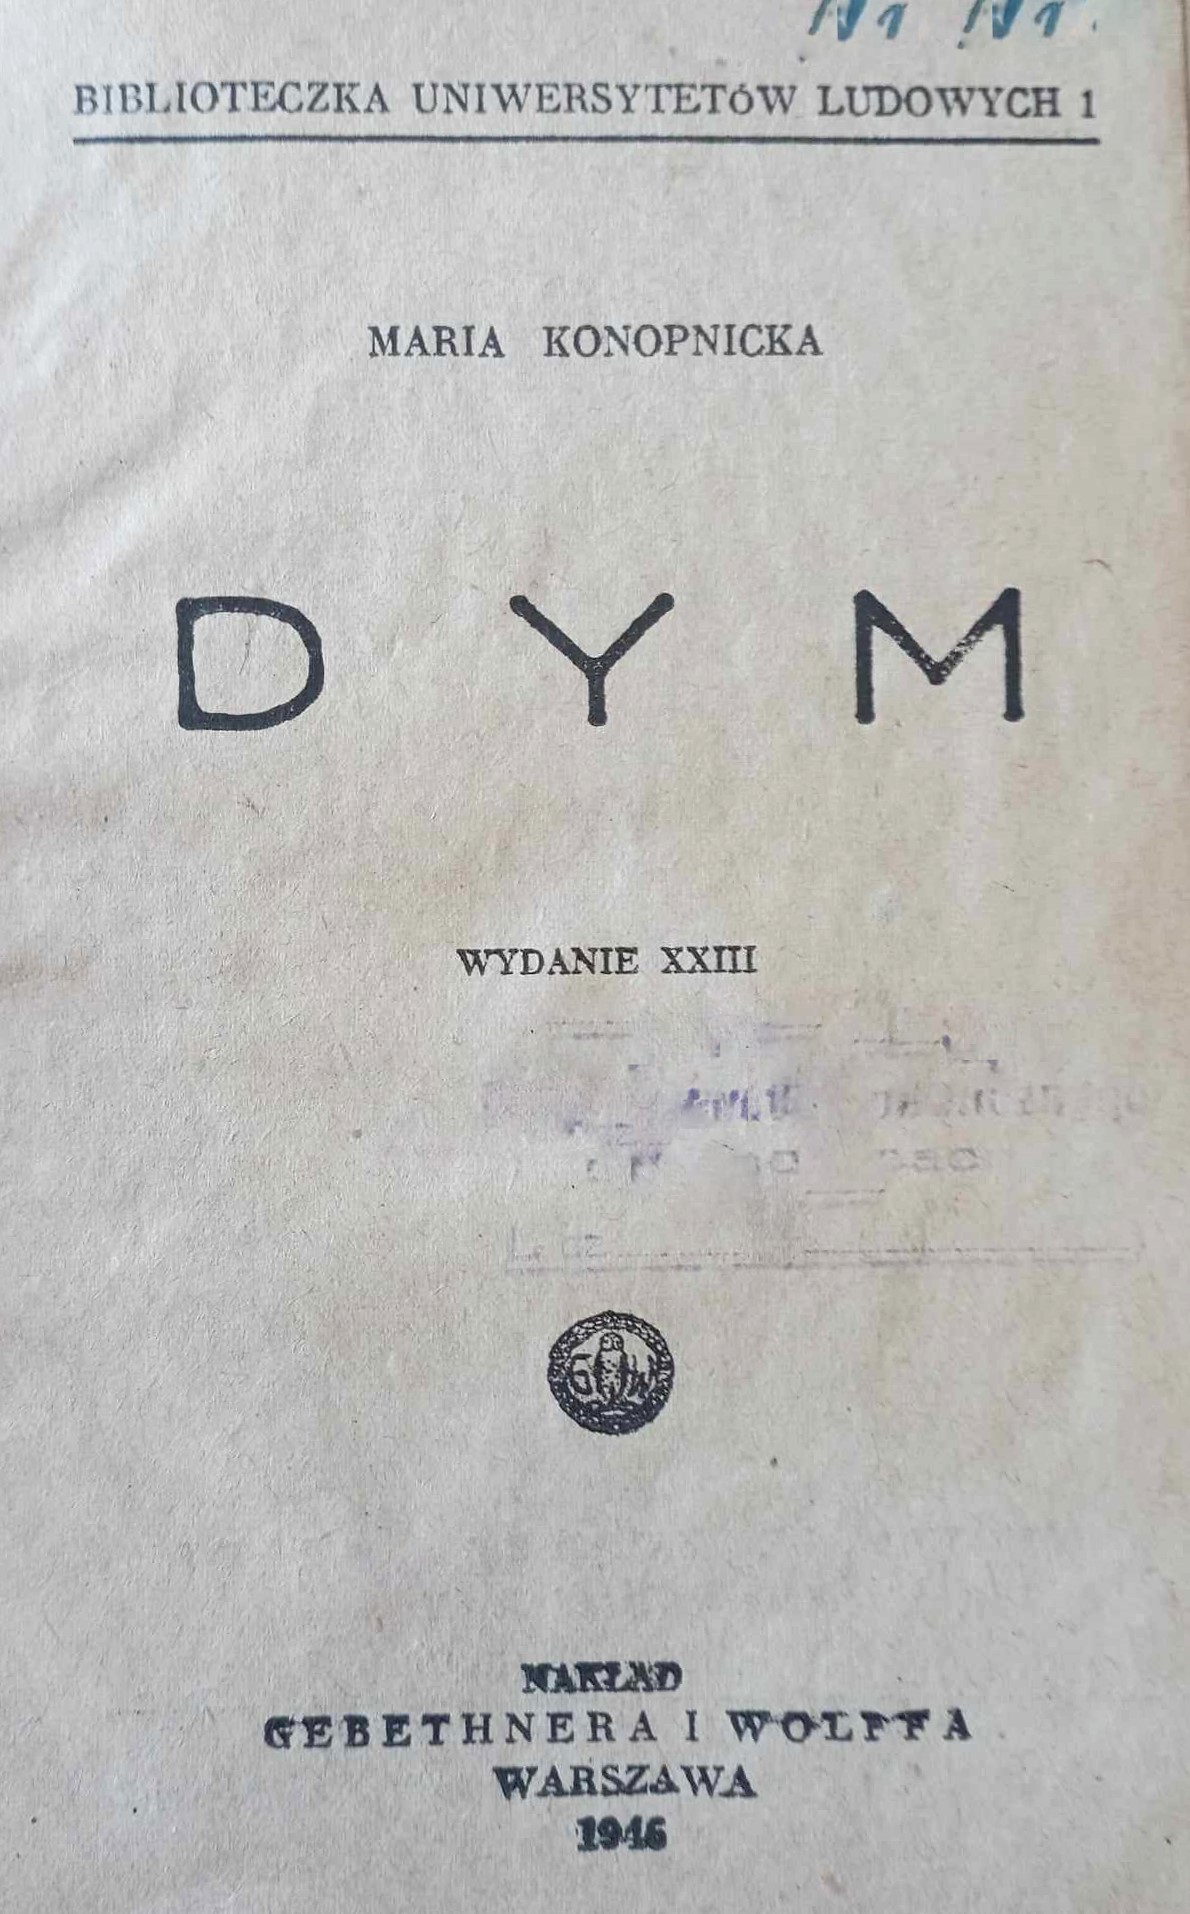 BIBLIOTECZKA UNIWERSYTETÓW LUDOWYCH 1
MARIA KONOPNICKA
DYM
WYDANIE XXIII
G W
NAKŁAD
GEBETHNERA I WOLFFA
WARSZAWA
1946